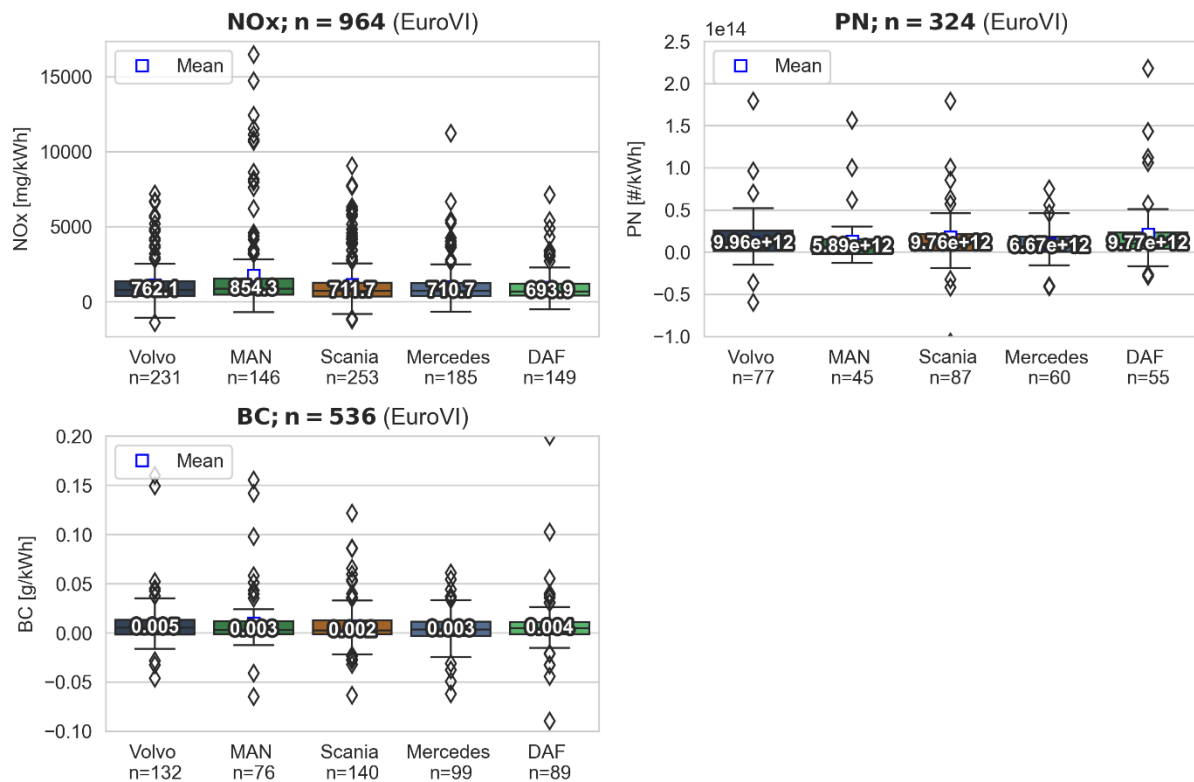 NOx; n = 964 (EuroVI)
Mean
15000
10000
5000
0
NOx [mg/kWh]
762.1
854.3
711.7
710.7
693.9
Volvo
n=231
MAN
n=146
Scania
n=253
Mercedes
n=185
DAF
n=149
PN; n = 324 (EuroVI)
1e14
Mean
2.5
2.0
1.5
1.0
0.5
0.0
−0.5
−1.0
PN [#/kWh]
9.96e+12
5.89e+12
9.76e+12
6.67e+12
9.77e+12
Volvo
n=77
MAN
n=45
Scania
n=87
Mercedes
n=60
DAF
n=55
BC; n = 536 (EuroVI)
Mean
0.20
0.15
0.10
0.05
0.00
−0.05
−0.10
BC [g/kWh]
0.005
0.003
0.002
0.003
0.004
Volvo
n=132
MAN
n=76
Scania
n=140
Mercedes
n=99
DAF
n=89